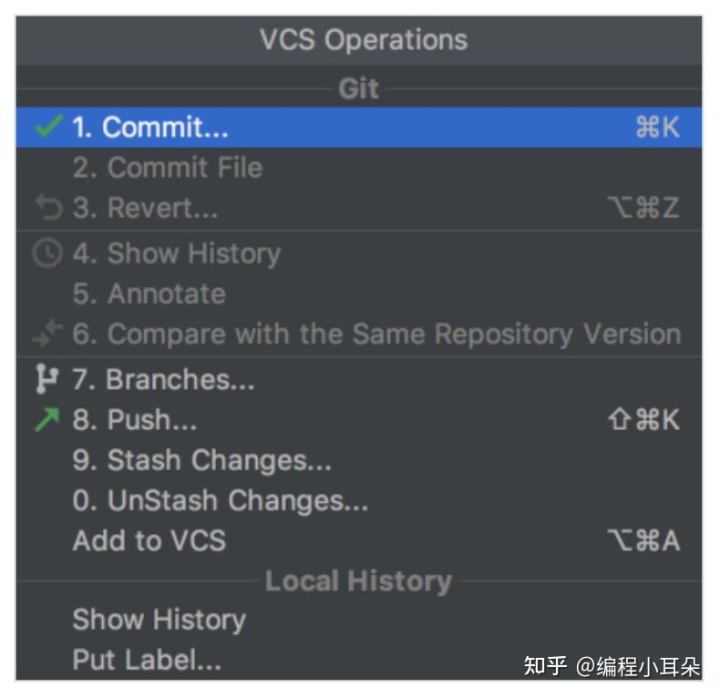 VCS Operations
Git
1. Commit... ⌘K
2. Commit File
3. Revert... ⌥⌘Z
4. Show History
5. Annotate
6. Compare with the Same Repository Version
7. Branches...
8. Push... ⇧⌘K
9. Stash Changes...
0. UnStash Changes...
Add to VCS ⌥⌘A
Local History
Show History
Put Label...
知乎 @编程小耳朵